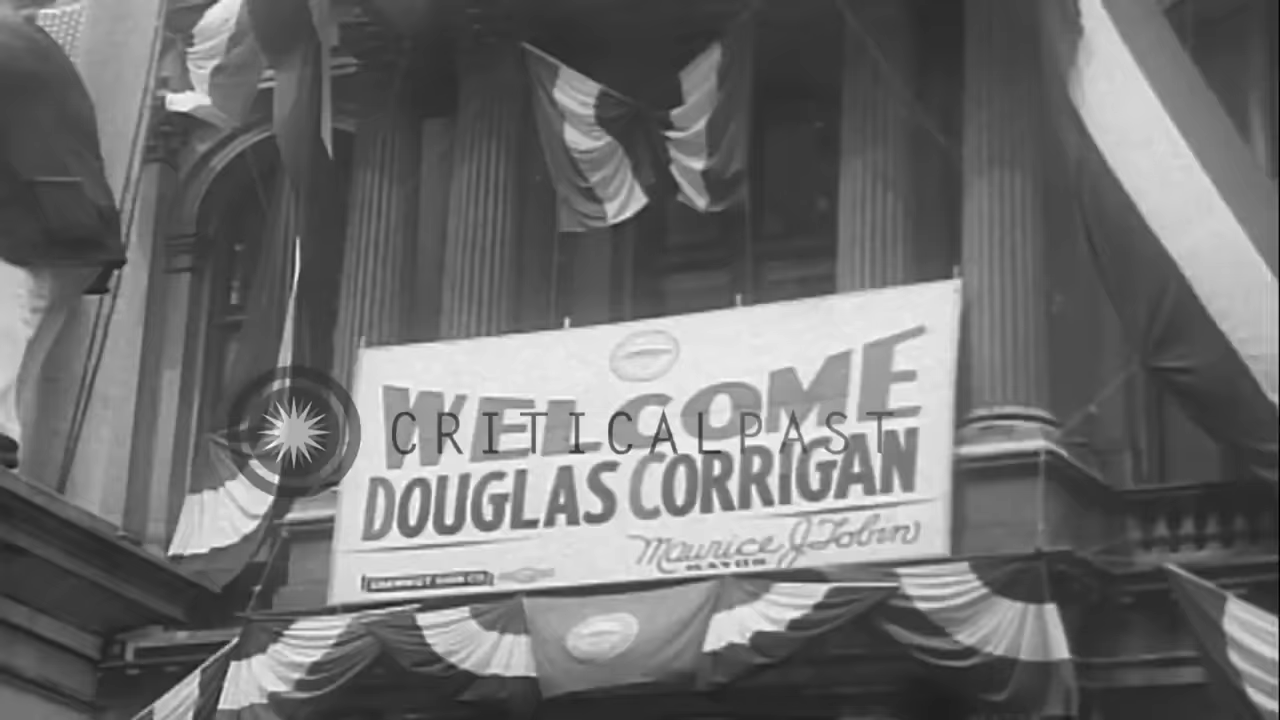 WELCOME
CRITICALPAST
DOUGLAS CORRIGAN
Maurice J Tobin
MAYOR